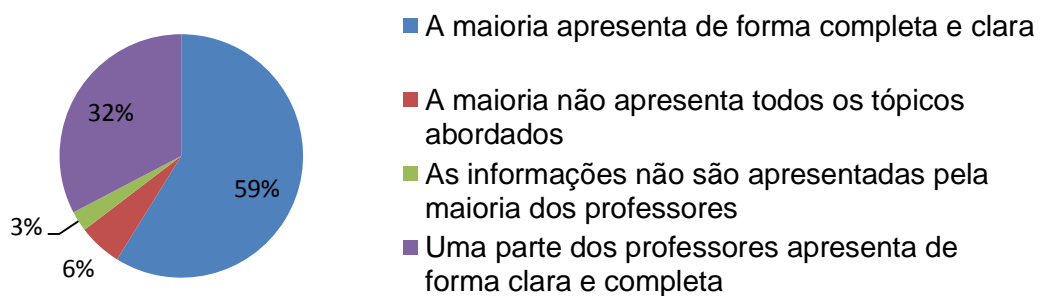 A maioria apresenta de forma completa e clara
32%
A maioria não apresenta todos os tópicos
abordados
59%
As informações não são apresentadas pela
maioria dos professores
3%
6%
Uma parte dos professores apresenta de
forma clara e completa